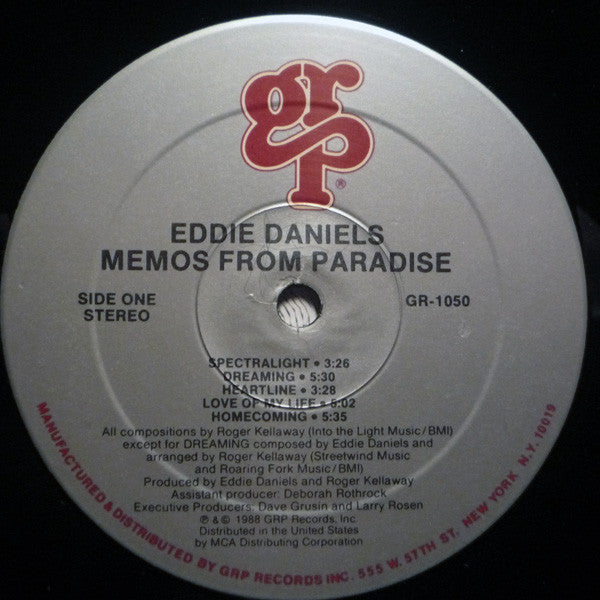 grp®
EDDIE DANIELS
MEMOS FROM PARADISE
SIDE ONE
STEREO
GR-1050
SPECTRALIGHT • 3:26
DREAMING • 5:30
HEARTLINE • 3:28
LOVE OF MY LIFE • 6:02
HOMECOMING • 5:35
All compositions by Roger Kellaway (Into the Light Music/BMI)
except for DREAMING composed by Eddie Daniels and
arranged by Roger Kellaway (Streetwind Music
and Roaring Fork Music/BMI)
Produced by Eddie Daniels and Roger Kellaway
Assistant producer: Deborah Rothrock
Executive Producers: Dave Grusin and Larry Rosen
℗ & © 1988 GRP Records, Inc.
Distributed in the United States
by MCA Distributing Corporation
MANUFACTURED & DISTRIBUTED BY GRP RECORDS INC. 555 W. 57TH ST. NEW YORK N.Y. 10019